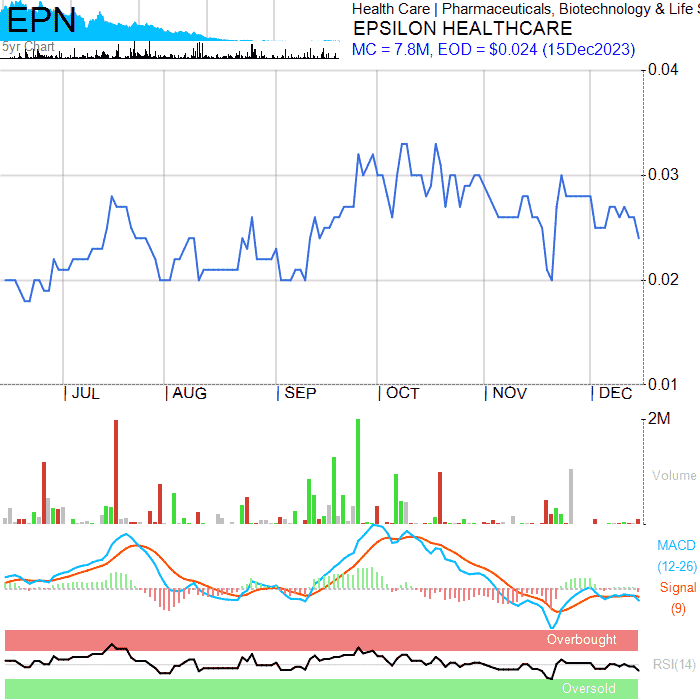 EPN
5yr Chart
Health Care | Pharmaceuticals, Biotechnology & Life S
EPSILON HEALTHCARE
MC = 7.8M, EOD = $0.024 (15Dec2023)
0.04
0.03
0.02
0.01
JUL AUG SEP OCT NOV DEC
2M
Volume
MACD
(12-26)
Signal
(9)
Overbought
RSI(14)
Oversold